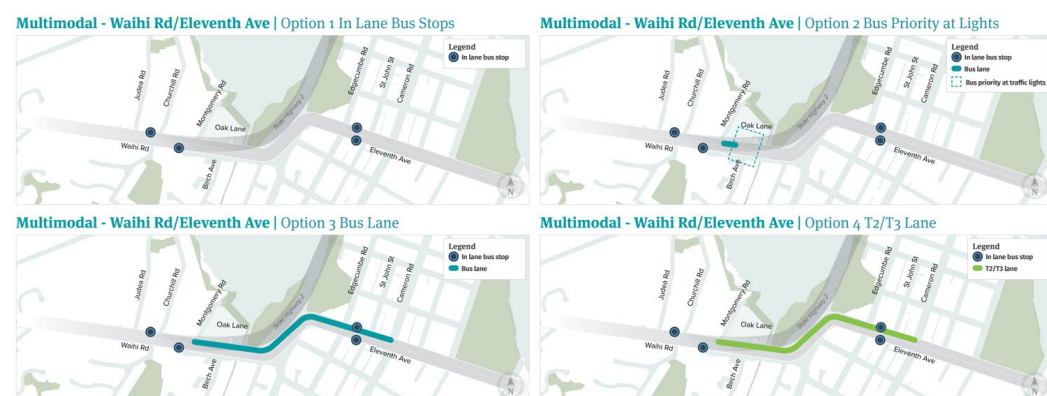 Multimodal - Waihi Rd/Eleventh Ave | Option 1 In Lane Bus Stops
Legend
In lane bus stop
Judea Rd
Churchill Rd
Montgomery Rd
Oak Lane
State Highway 2
Edgecumbe Rd
St John St
Cameron Rd
Waihi Rd
Birch Ave
Eleventh Ave
N
Multimodal - Waihi Rd/Eleventh Ave | Option 2 Bus Priority at Lights
Legend
In lane bus stop
Bus lane
Bus priority at traffic lights
Judea Rd
Churchill Rd
Montgomery Rd
Oak Lane
State Highway 2
Edgecumbe Rd
St John St
Cameron Rd
Waihi Rd
Birch Ave
Eleventh Ave
N
Multimodal - Waihi Rd/Eleventh Ave | Option 3 Bus Lane
Legend
In lane bus stop
Bus lane
Judea Rd
Churchill Rd
Montgomery Rd
Oak Lane
State Highway 2
Edgecumbe Rd
St John St
Cameron Rd
Waihi Rd
Birch Ave
Eleventh Ave
N
Multimodal - Waihi Rd/Eleventh Ave | Option 4 T2/T3 Lane
Legend
In lane bus stop
T2/T3 lane
Judea Rd
Churchill Rd
Montgomery Rd
Oak Lane
State Highway 2
Edgecumbe Rd
St John St
Cameron Rd
Waihi Rd
Birch Ave
Eleventh Ave
N